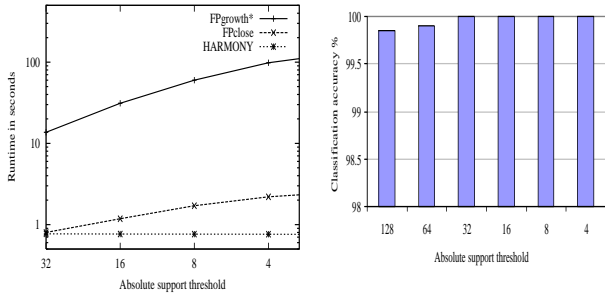 FPgrowth*
FPclose
HARMONY
Runtime in seconds
100
10
1
32 16 8 4
Absolute support threshold
Classification accuracy %
100
99.5
99
98.5
98
128 64 32 16 8 4
Absolute support threshold